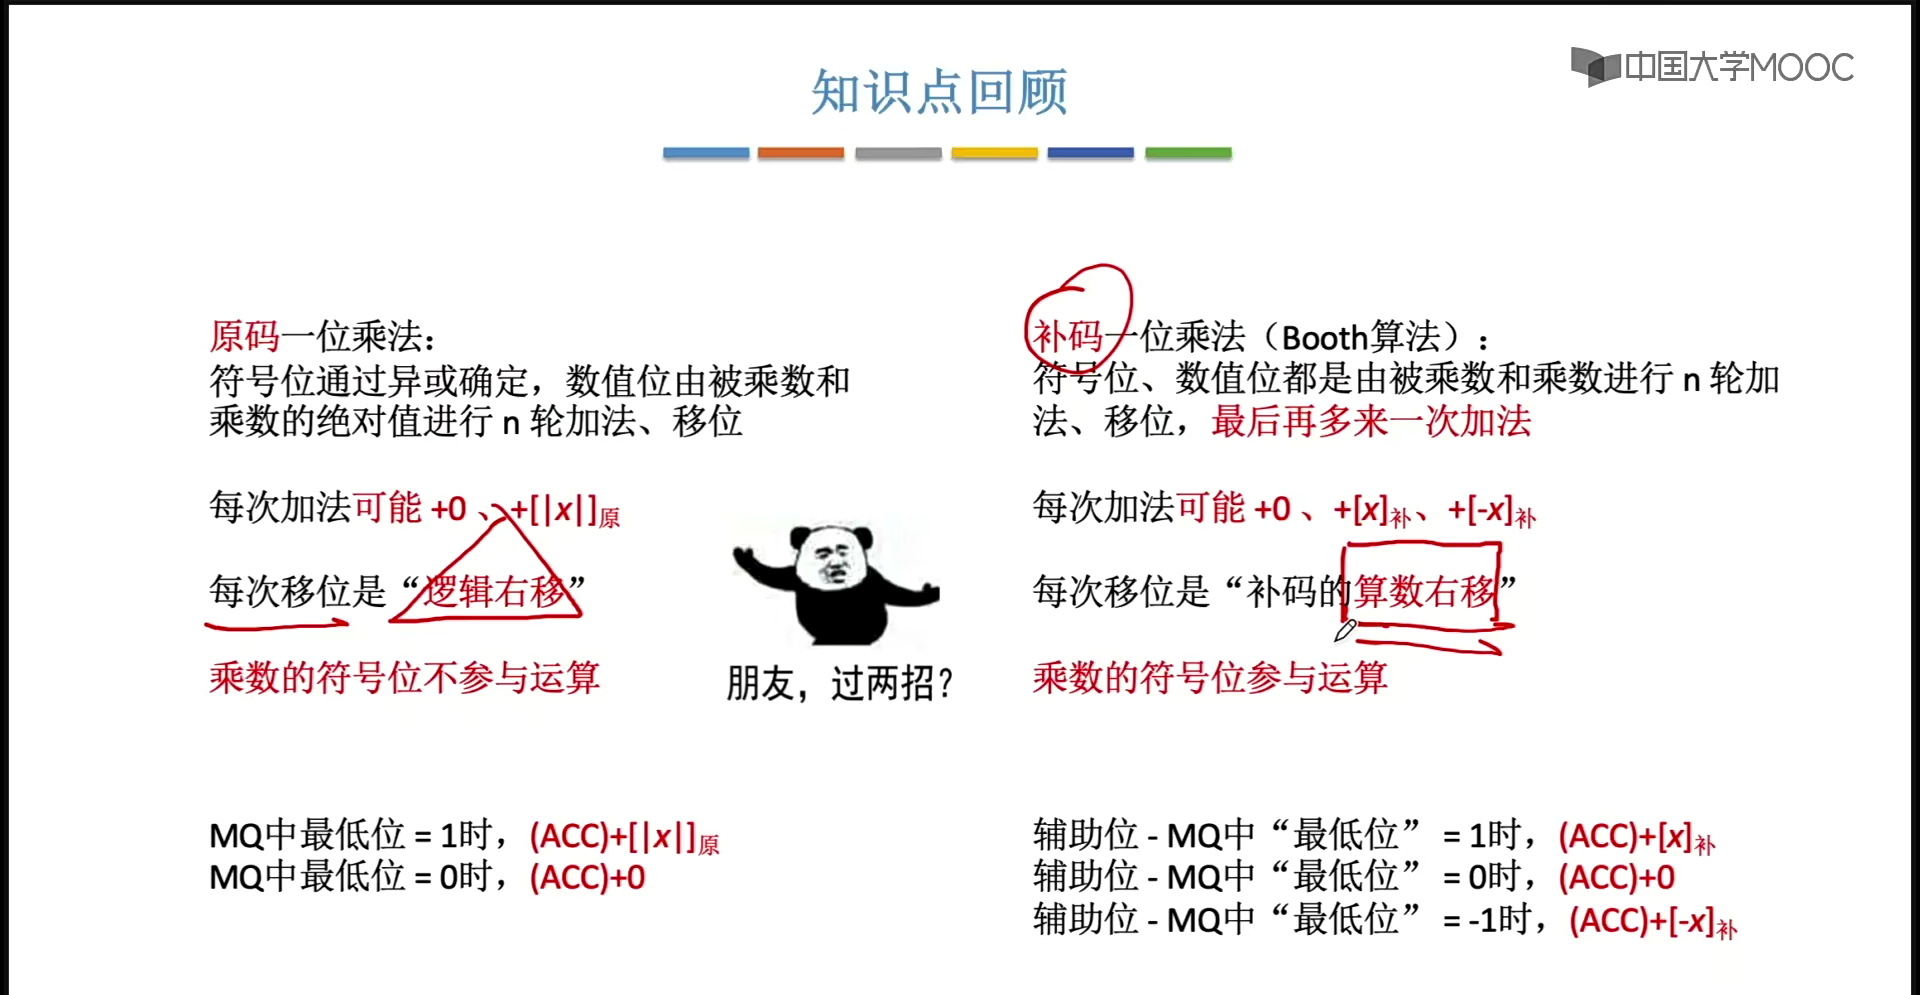 中国大学MOOC
知识点回顾
原码一位乘法：
符号位通过异或确定，数值位由被乘数和
乘数的绝对值进行 n 轮加法、移位
每次加法可能 +0 、+[|x|]原
每次移位是“逻辑右移”
乘数的符号位不参与运算
MQ中最低位 = 1时，(ACC)+[|x|]原
MQ中最低位 = 0时，(ACC)+0
朋友，过两招？
补码一位乘法（Booth算法）：
符号位、数值位都是由被乘数和乘数进行 n 轮加
法、移位，最后再多来一次加法
每次加法可能 +0 、+[x]补、+[-x]补
每次移位是“补码的算数右移”
乘数的符号位参与运算
辅助位 - MQ中“最低位” = 1时，(ACC)+[x]补
辅助位 - MQ中“最低位” = 0时，(ACC)+0
辅助位 - MQ中“最低位” = -1时，(ACC)+[-x]补